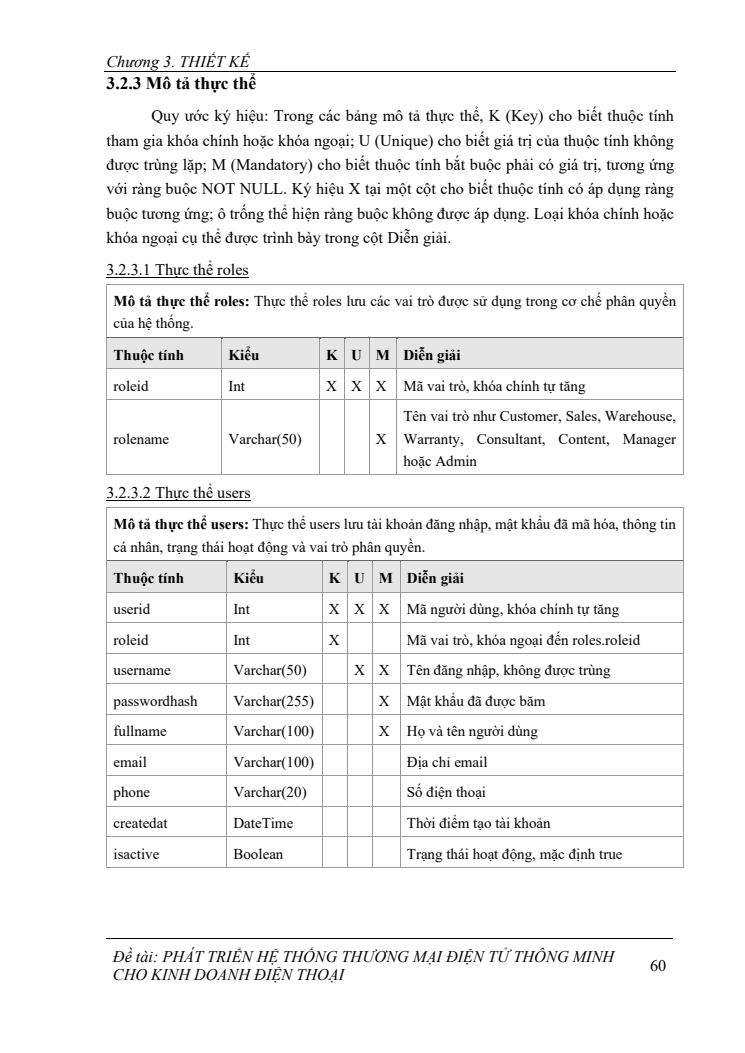 Chương 3. THIẾT KẾ
3.2.3 Mô tả thực thể
Quy ước ký hiệu: Trong các bảng mô tả thực thể, K (Key) cho biết thuộc tính
tham gia khóa chính hoặc khóa ngoại; U (Unique) cho biết giá trị của thuộc tính không
được trùng lặp; M (Mandatory) cho biết thuộc tính bắt buộc phải có giá trị, tương ứng
với ràng buộc NOT NULL. Ký hiệu X tại một cột cho biết thuộc tính có áp dụng ràng
buộc tương ứng; ô trống thể hiện ràng buộc không được áp dụng. Loại khóa chính hoặc
khóa ngoại cụ thể được trình bày trong cột Diễn giải.
3.2.3.1 Thực thể roles
Mô tả thực thể roles: Thực thể roles lưu các vai trò được sử dụng trong cơ chế phân quyền
của hệ thống.
Thuộc tính Kiểu K U M Diễn giải
roleid Int X X X Mã vai trò, khóa chính tự tăng
rolename Varchar(50) X Tên vai trò như Customer, Sales, Warehouse,
Warranty, Consultant, Content, Manager
hoặc Admin
3.2.3.2 Thực thể users
Mô tả thực thể users: Thực thể users lưu tài khoản đăng nhập, mật khẩu đã mã hóa, thông tin
cá nhân, trạng thái hoạt động và vai trò phân quyền.
Thuộc tính Kiểu K U M Diễn giải
userid Int X X X Mã người dùng, khóa chính tự tăng
roleid Int X Mã vai trò, khóa ngoại đến roles.roleid
username Varchar(50) X X Tên đăng nhập, không được trùng
passwordhash Varchar(255) X Mật khẩu đã được băm
fullname Varchar(100) X Họ và tên người dùng
email Varchar(100) Địa chỉ email
phone Varchar(20) Số điện thoại
createdat DateTime Thời điểm tạo tài khoản
isactive Boolean Trạng thái hoạt động, mặc định true
Đề tài: PHÁT TRIỂN HỆ THỐNG THƯƠNG MẠI ĐIỆN TỬ THÔNG MINH
CHO KINH DOANH ĐIỆN THOẠI
60